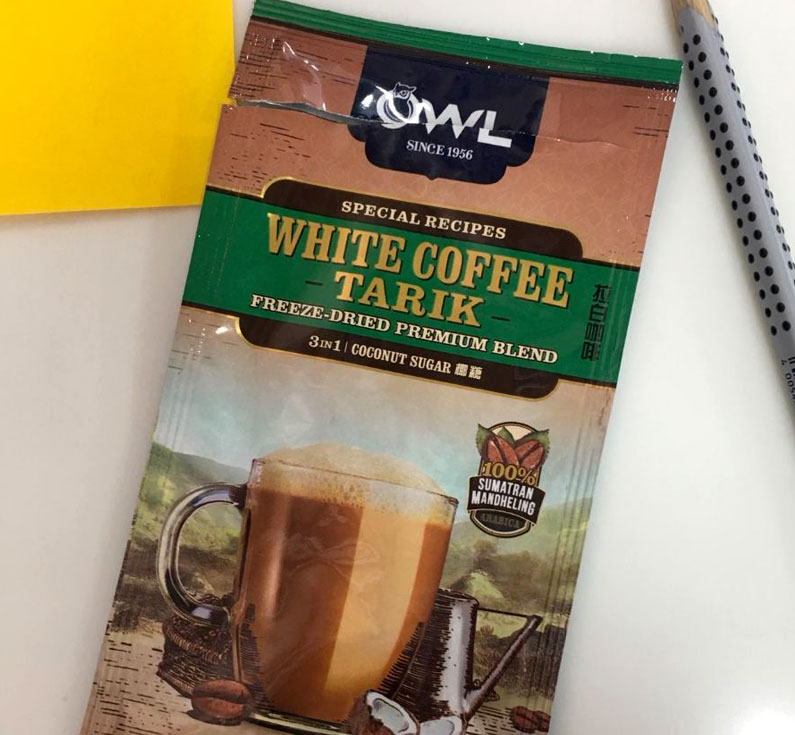 OWL
SINCE 1956
SPECIAL RECIPES
WHITE COFFEE
- TARIK -
FREEZE-DRIED PREMIUM BLEND
3 IN 1 | COCONUT SUGAR 椰糖
拉白咖啡
100%
SUMATRAN
MANDHELING
ARABICA